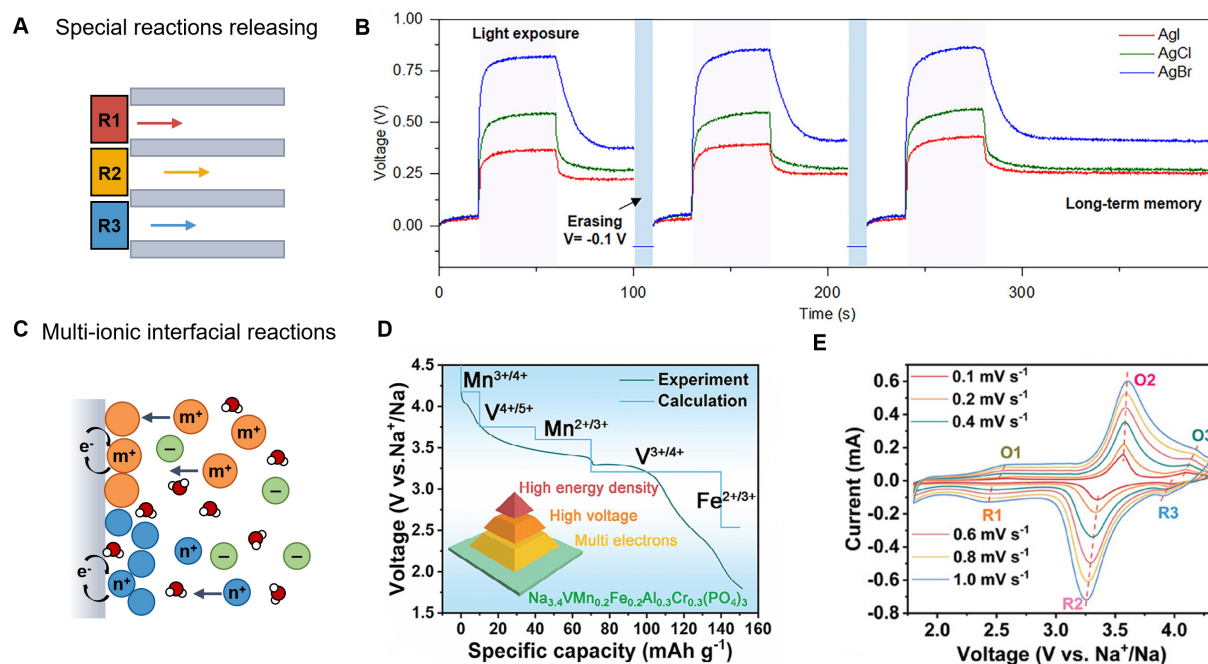 A Special reactions releasing
R1
R2
R3
B
Voltage (V)
1.00
0.75
0.50
0.25
0.00
Light exposure
AgI
AgCl
AgBr
Erasing
V= -0.1 V
Long-term memory
0
100
200
300
Time (s)
C Multi-ionic interfacial reactions
e-
m+
m+
m+
m+
−
−
−
−
e-
n+
n+
n+
D
Voltage (V vs.Na+/Na)
4.5
4.0
3.5
3.0
2.5
2.0
1.5
Mn3+/4+
V4+/5+
Mn2+/3+
V3+/4+
Fe2+/3+
Experiment
Calculation
High energy density
High voltage
Multi electrons
Na3.4VMn0.2Fe0.2Al0.3Cr0.3(PO4)3
0 20 40 60 80 100 120 140 160
Specific capacity (mAh g-1)
E
Current (mA)
0.6
0.4
0.2
0.0
-0.2
-0.4
-0.6
-0.8
0.1 mV s-1
0.2 mV s-1
0.4 mV s-1
O1
O2
O3
R1
R2
R3
0.6 mV s-1
0.8 mV s-1
1.0 mV s-1
2.0 2.5 3.0 3.5 4.0
Voltage (V vs. Na+/Na)